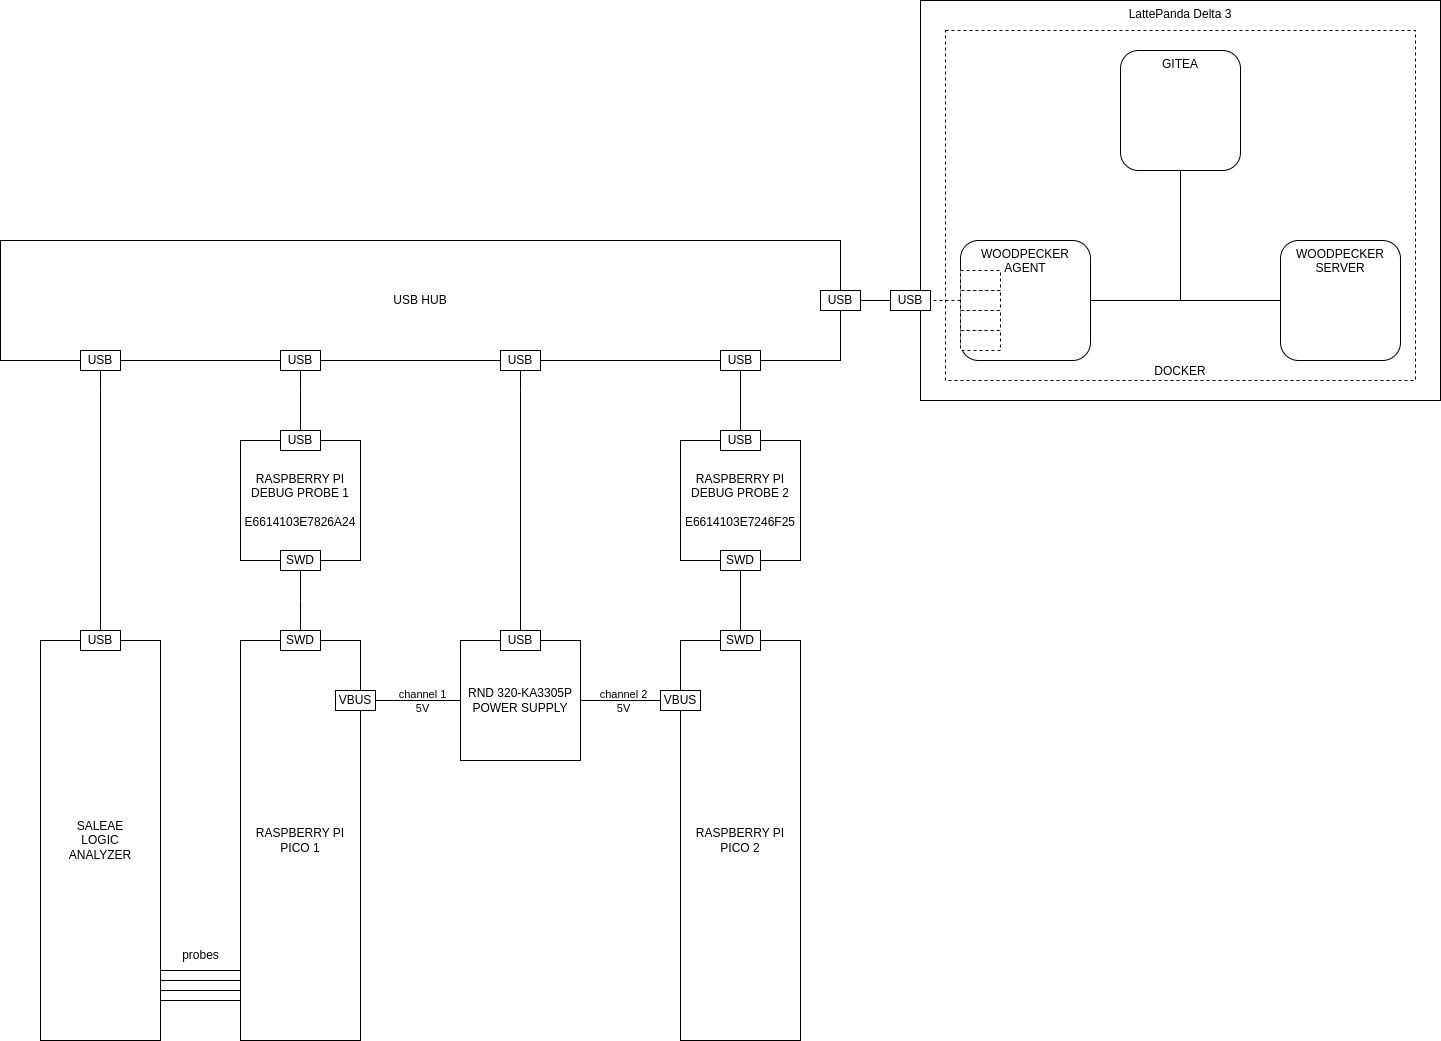 LattePanda Delta 3
GITEA
WOODPECKER
AGENT
WOODPECKER
SERVER
DOCKER
USB HUB
USB
USB
USB
USB
USB
USB
USB
USB
RASPBERRY PI
DEBUG PROBE 1
E6614103E7826A24
RASPBERRY PI
DEBUG PROBE 2
E6614103E7246F25
SWD
SWD
USB
SWD
USB
SWD
VBUS
channel 1
5V
RND 320-KA3305P
POWER SUPPLY
channel 2
5V
VBUS
SALEAE
LOGIC
ANALYZER
RASPBERRY PI
PICO 1
RASPBERRY PI
PICO 2
probes